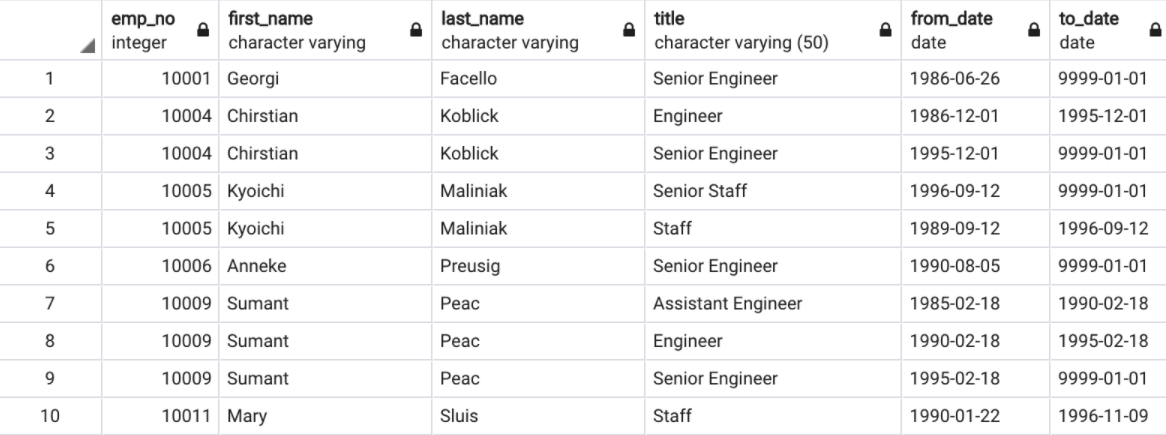 emp_no first_name last_name title from_date to_date
integer character varying character varying character varying (50) date date
1 10001 Georgi Facello Senior Engineer 1986-06-26 9999-01-01
2 10004 Chirstian Koblick Engineer 1986-12-01 1995-12-01
3 10004 Chirstian Koblick Senior Engineer 1995-12-01 9999-01-01
4 10005 Kyoichi Maliniak Senior Staff 1996-09-12 9999-01-01
5 10005 Kyoichi Maliniak Staff 1989-09-12 1996-09-12
6 10006 Anneke Preusig Senior Engineer 1990-08-05 9999-01-01
7 10009 Sumant Peac Assistant Engineer 1985-02-18 1990-02-18
8 10009 Sumant Peac Engineer 1990-02-18 1995-02-18
9 10009 Sumant Peac Senior Engineer 1995-02-18 9999-01-01
10 10011 Mary Sluis Staff 1990-01-22 1996-11-09